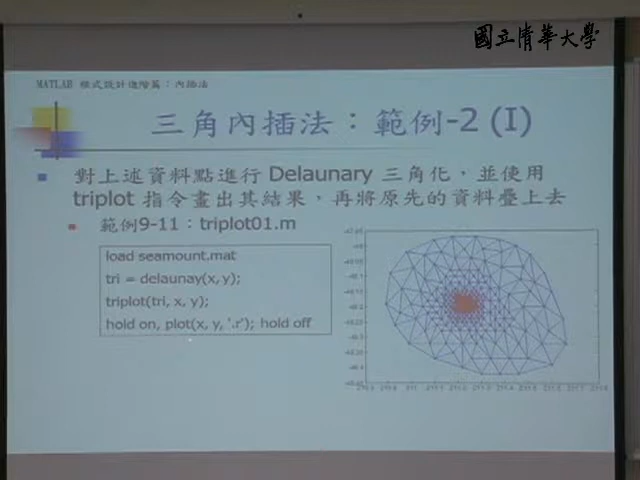 國立清華大學
MATLAB 程式設計進階篇：內插法
三角內插法：範例-2 (I)
對上述資料點進行 Delaunary 三角化，並使用
triplot 指令畫出其結果，再將原先的資料疊上去
範例9-11：triplot01.m
load seamount.mat
tri = delaunay(x, y);
triplot(tri, x, y);
hold on, plot(x, y, '.r'); hold off